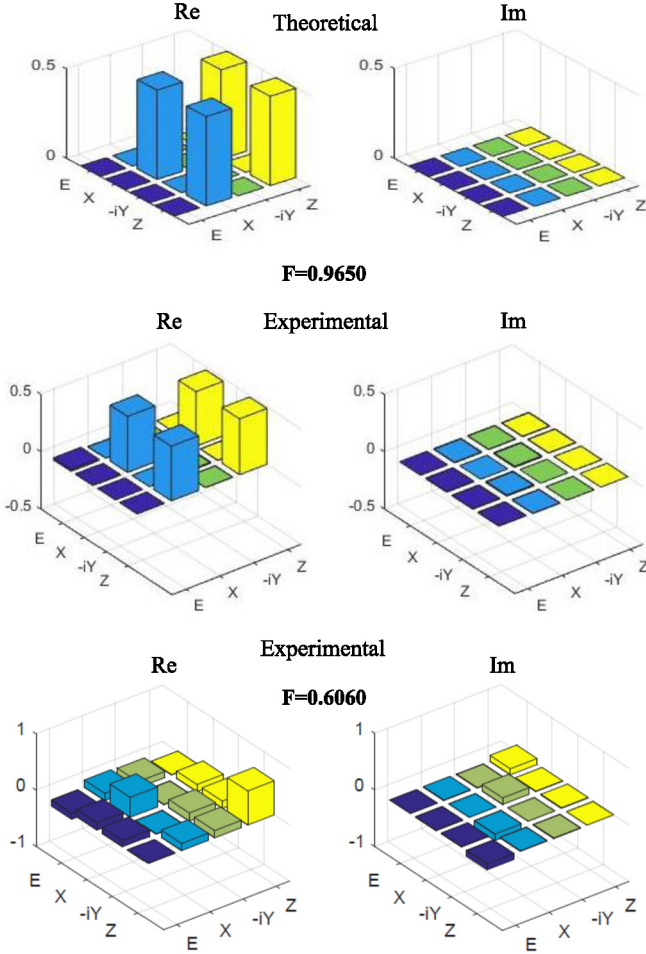 Re Theoretical Im
0.5 0.5
0 0
E E
X X
-iY -iY
Z Z
Z Z
-iY -iY
X X
E E
F=0.9650
Re Experimental Im
0.5 0.5
0 0
-0.5 -0.5
E E
X X
-iY -iY
Z Z
Z Z
-iY -iY
X X
E E
Experimental
Re Im
F=0.6060
1 1
0 0
-1 -1
E E
X X
-iY -iY
Z Z
Z Z
-iY -iY
X X
E E